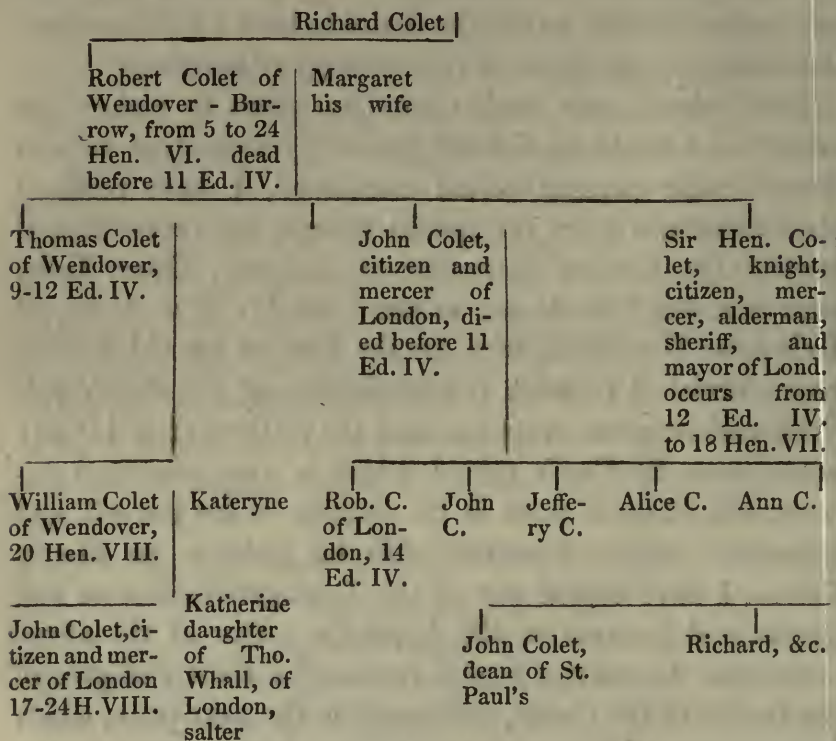 Richard Colet
Robert Colet of
Wendover - Bur-
row, from 5 to 24
Hen. VI. dead
before 11 Ed. IV.
Margaret
his wife
Thomas Colet
of Wendover,
9-12 Ed. IV.
John Colet,
citizen and
mercer of
London, di-
ed before 11
Ed. IV.
Sir Hen. Co-
let, knight,
citizen, mer-
cer, alderman,
sheriff, and
mayor of Lond.
occurs from
12 Ed. IV.
to 18 Hen. VII.
William Colet
of Wendover,
20 Hen. VIII.
Kateryne
Rob. C.
of Lon-
don, 14
Ed. IV.
John
C.
Jeffe-
ry C.
Alice C.
Ann C.
John Colet, ci-
tizen and mer-
cer of London
17-24 H. VIII.
Katherine
daughter
of Tho.
Whall, of
London,
salter
John Colet,
dean of St.
Paul's
Richard, &c.